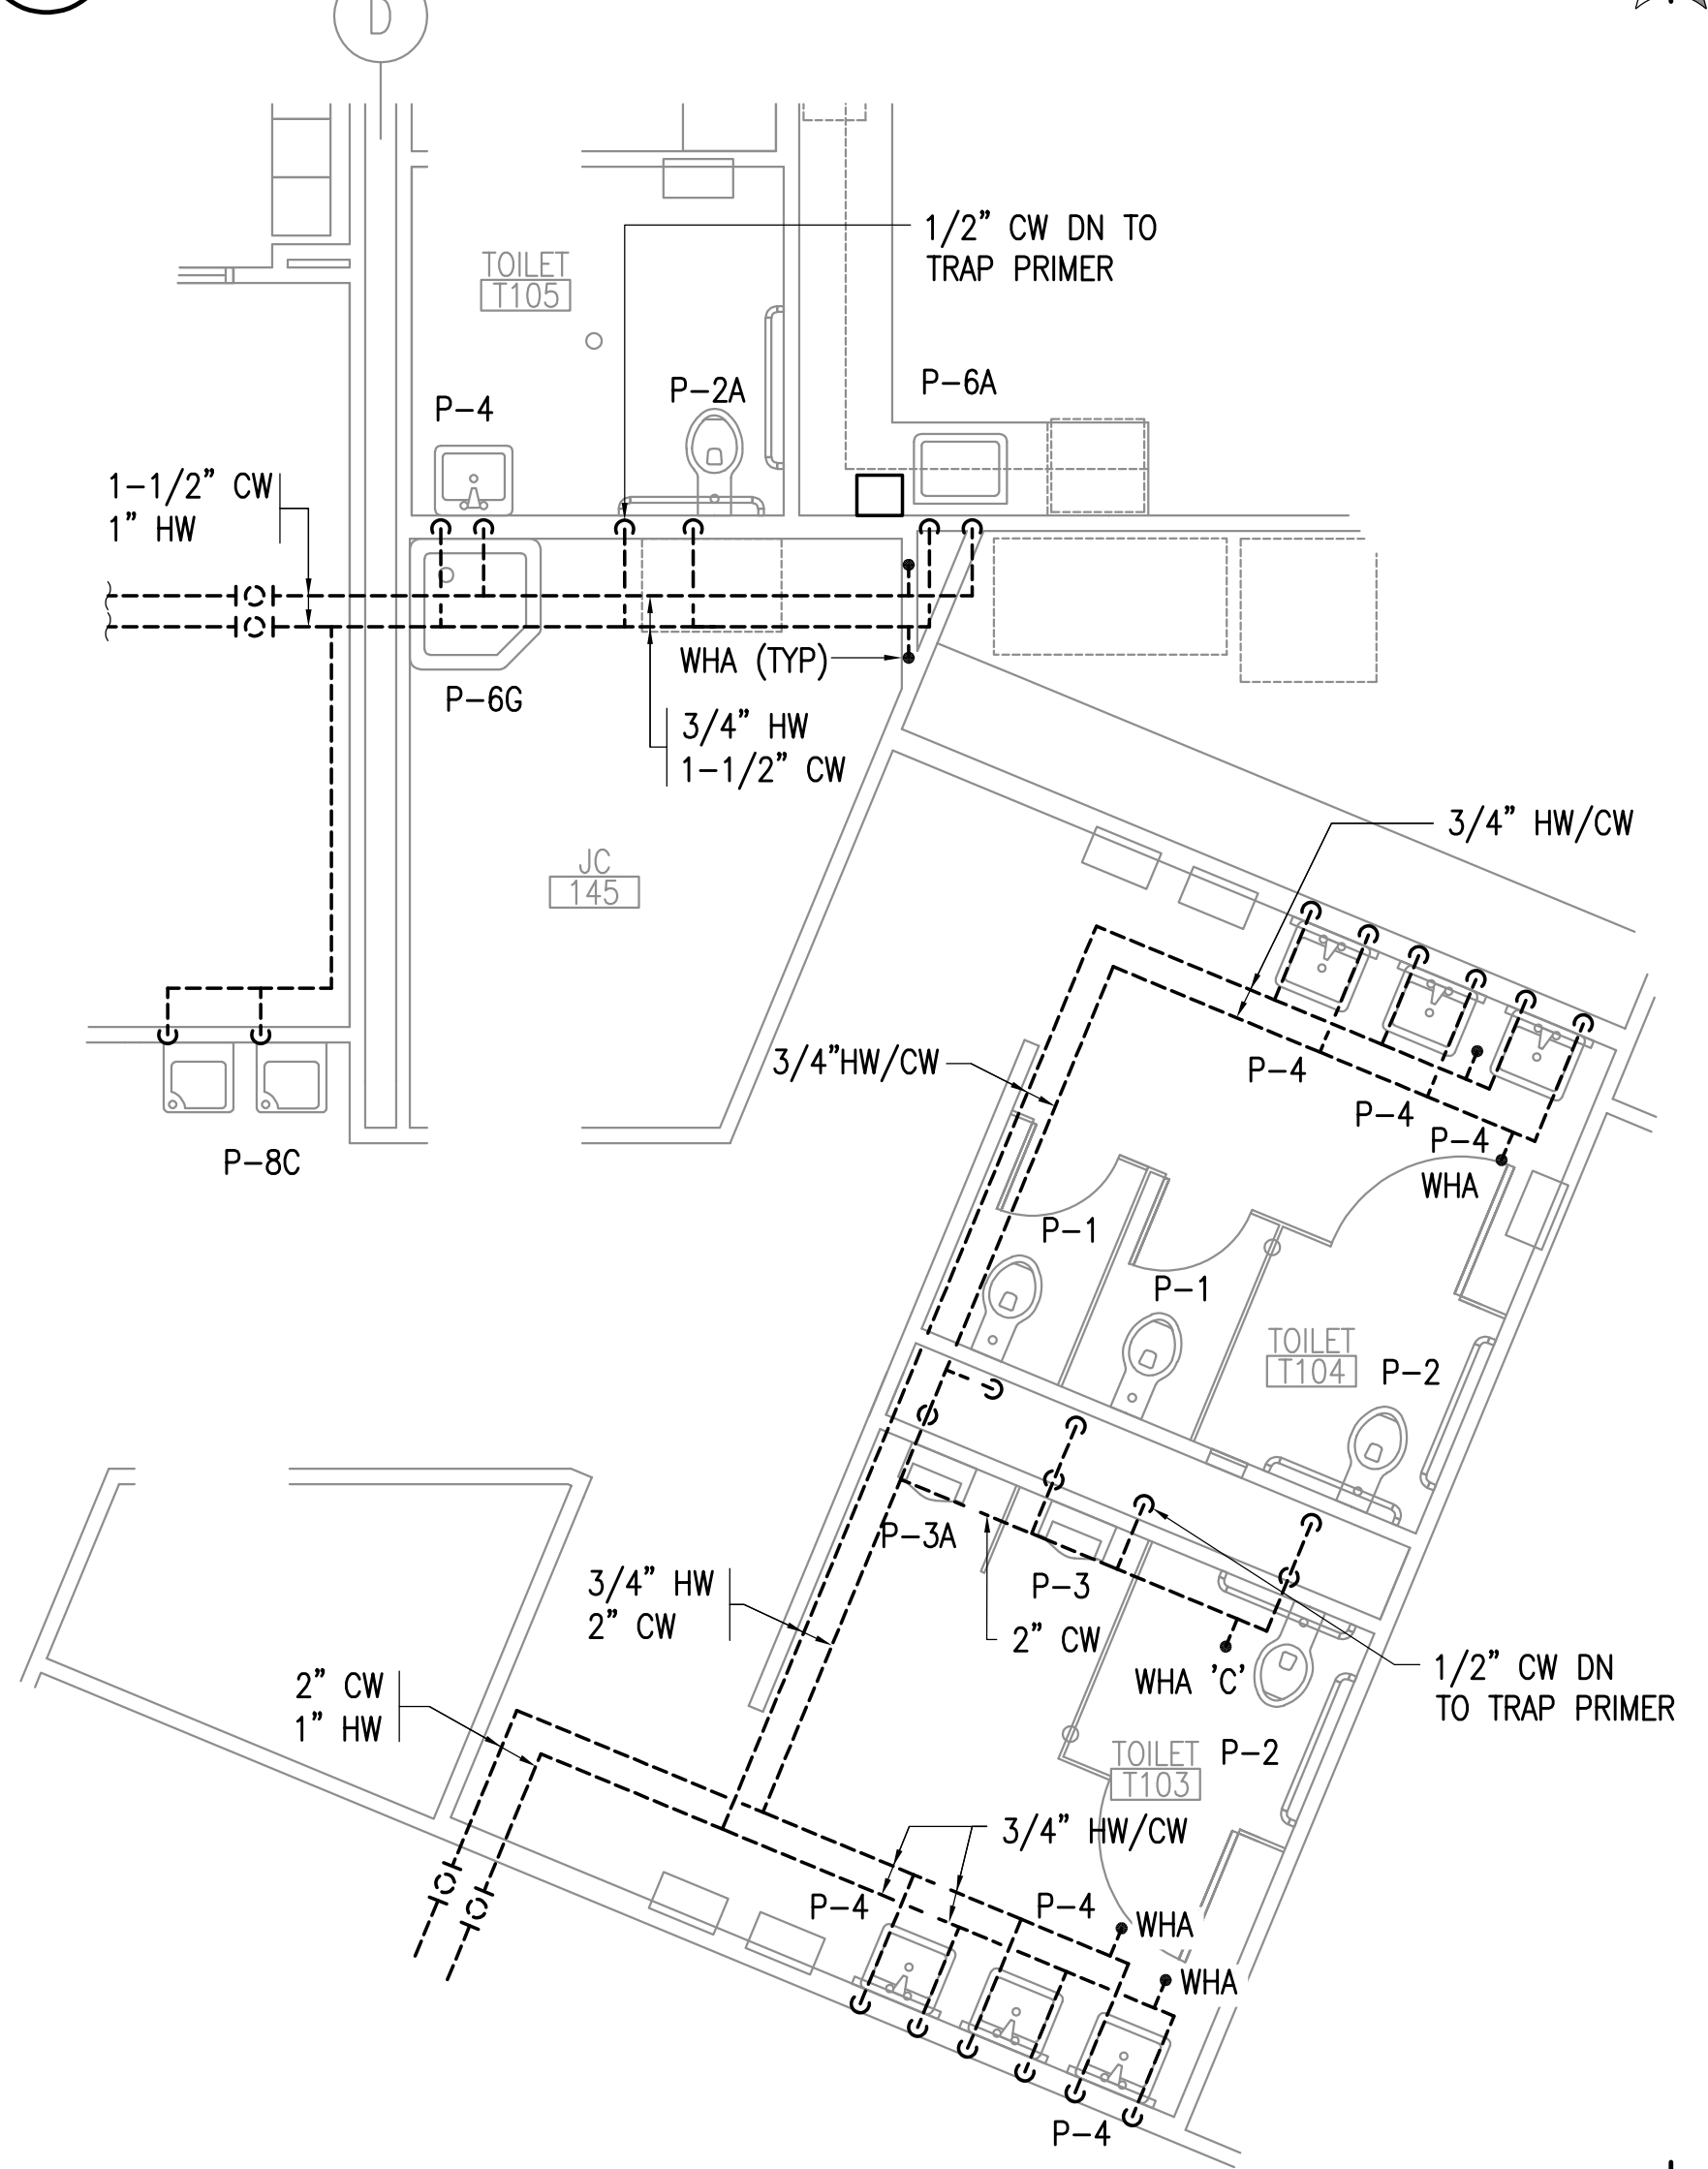 D
1/2" CW DN TO
TRAP PRIMER
TOILET
T105
P-4
P-2A
P-6A
1-1/2" CW
1" HW
WHA (TYP)
P-6G
3/4" HW
1-1/2" CW
3/4" HW/CW
JC
145
3/4"HW/CW
P-4
P-4
P-4
WHA
P-8C
P-1
P-1
TOILET
T104
P-2
P-3A
P-3
3/4" HW
2" CW
2" CW
WHA 'C'
1/2" CW DN
TO TRAP PRIMER
2" CW
1" HW
TOILET
T103
P-2
3/4" HW/CW
P-4
P-4
WHA
WHA
P-4